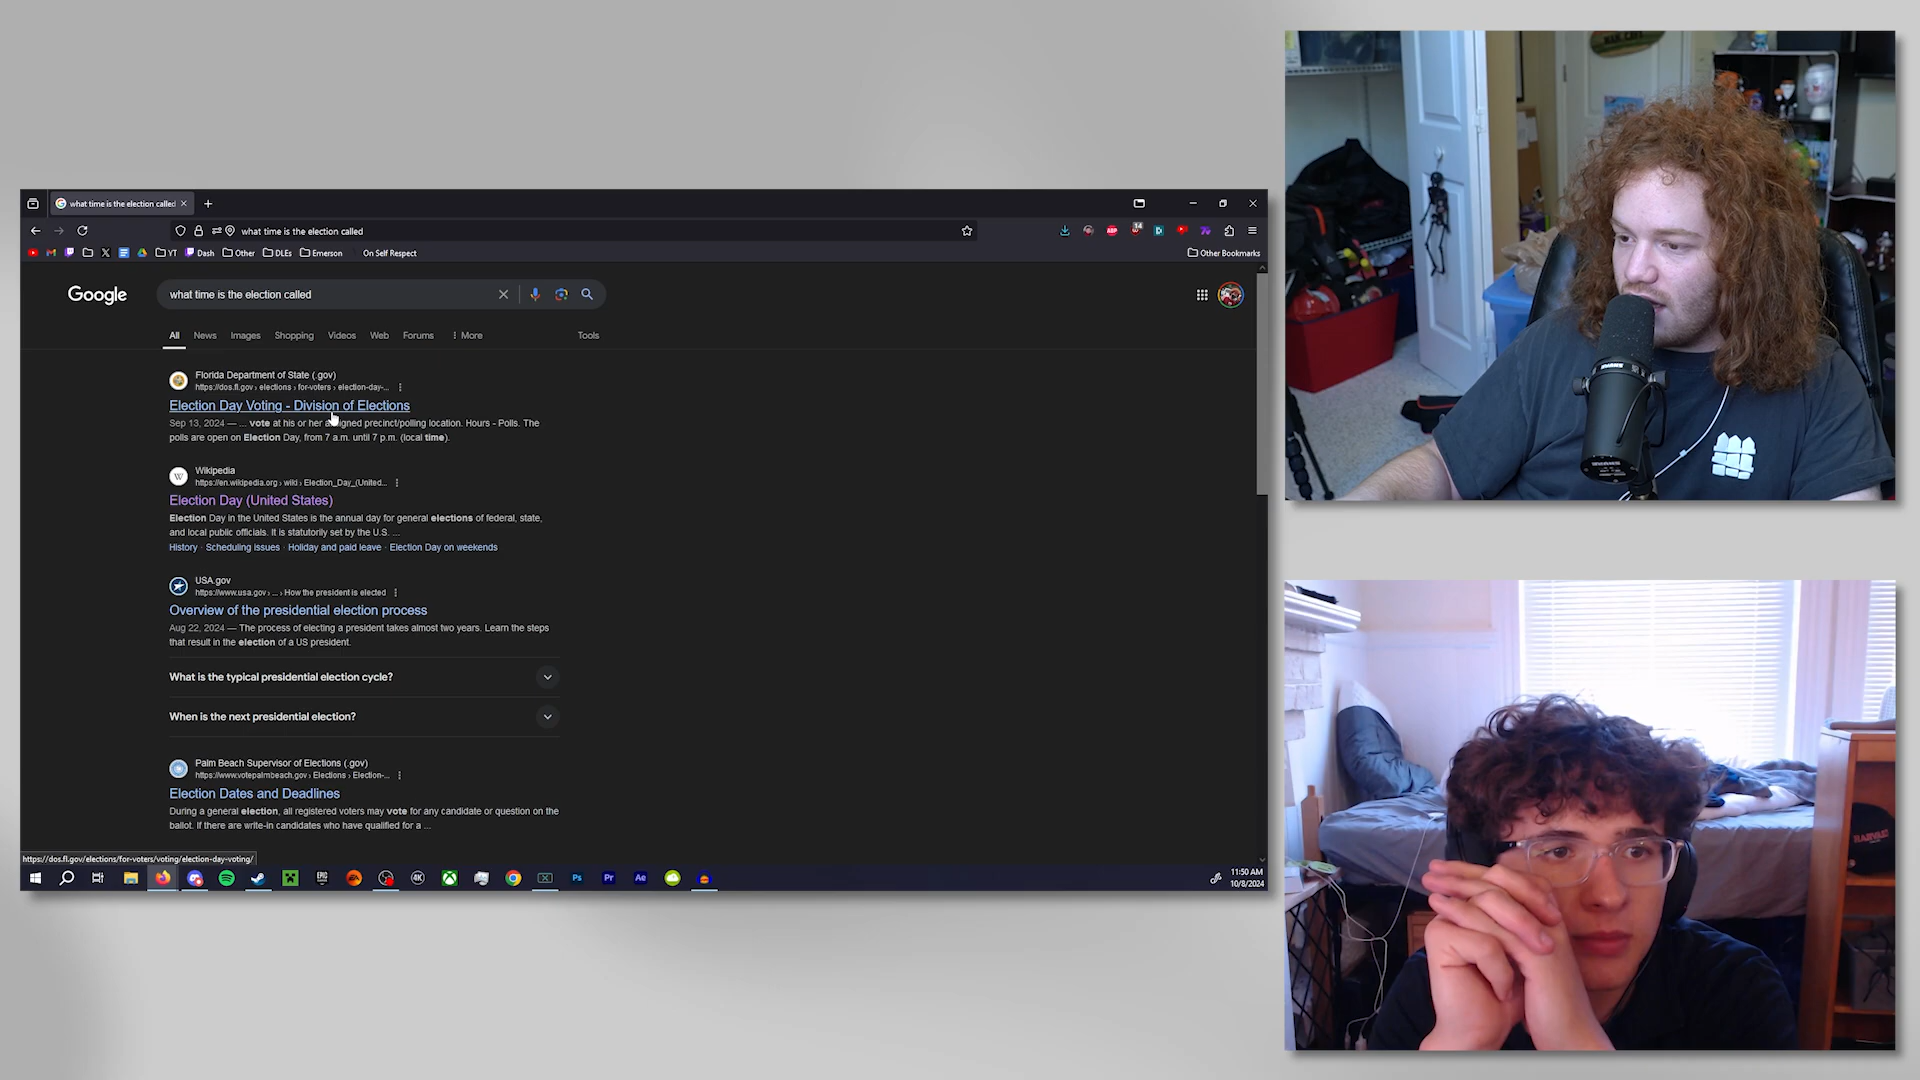 what time is the election called
what time is the election called
YT
Dash
Other
DLEs
Emerson
On Self Respect
14
Other Bookmarks
Google
what time is the election called
All
News
Images
Shopping
Videos
Web
Forums
More
Tools
Florida Department of State (.gov)
https://dos.fl.gov › elections › for-voters › election-day-...
Election Day Voting - Division of Elections
Sep 13, 2024 — ... vote at his or her assigned precinct/polling location. Hours - Polls. The
polls are open on Election Day, from 7 a.m. until 7 p.m. (local time).
Wikipedia
https://en.wikipedia.org › wiki › Election_Day_(United...
Election Day (United States)
Election Day in the United States is the annual day for general elections of federal, state,
and local public officials. It is statutorily set by the U.S. ...
History · Scheduling issues · Holiday and paid leave · Election Day on weekends
USA.gov
https://www.usa.gov › ... › How the president is elected
Overview of the presidential election process
Aug 22, 2024 — The process of electing a president takes almost two years. Learn the steps
that result in the election of a US president.
What is the typical presidential election cycle?
When is the next presidential election?
Palm Beach Supervisor of Elections (.gov)
https://www.votepalmbeach.gov › Elections › Election-...
Election Dates and Deadlines
During a general election, all registered voters may vote for any candidate or question on the
ballot. If there are write-in candidates who have qualified for a ...
https://dos.fl.gov/elections/for-voters/voting/election-day-voting/
EPIC
4K
Ps
Pr
Ae
11:50 AM
10/8/2024